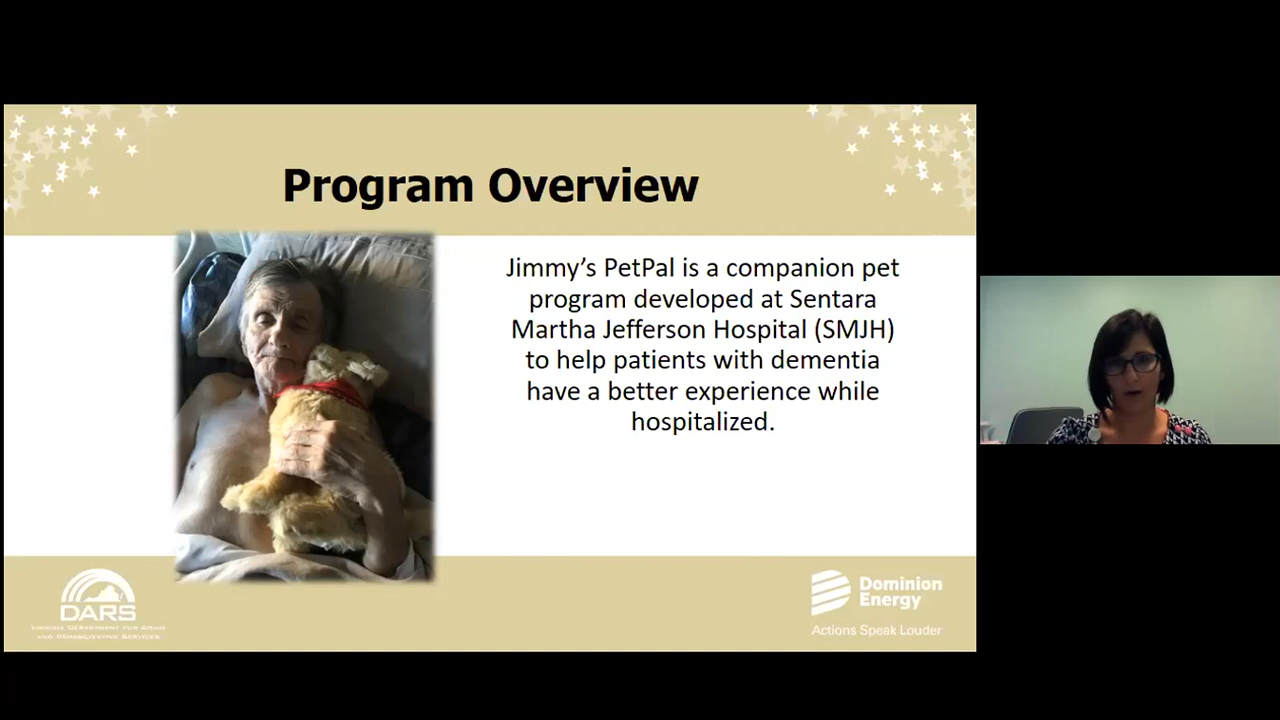 Program Overview
Jimmy’s PetPal is a companion pet
program developed at Sentara
Martha Jefferson Hospital (SMJH)
to help patients with dementia
have a better experience while
hospitalized.
DARS
Virginia Department for Aging
and Rehabilitative Services
Dominion
Energy
Actions Speak Louder